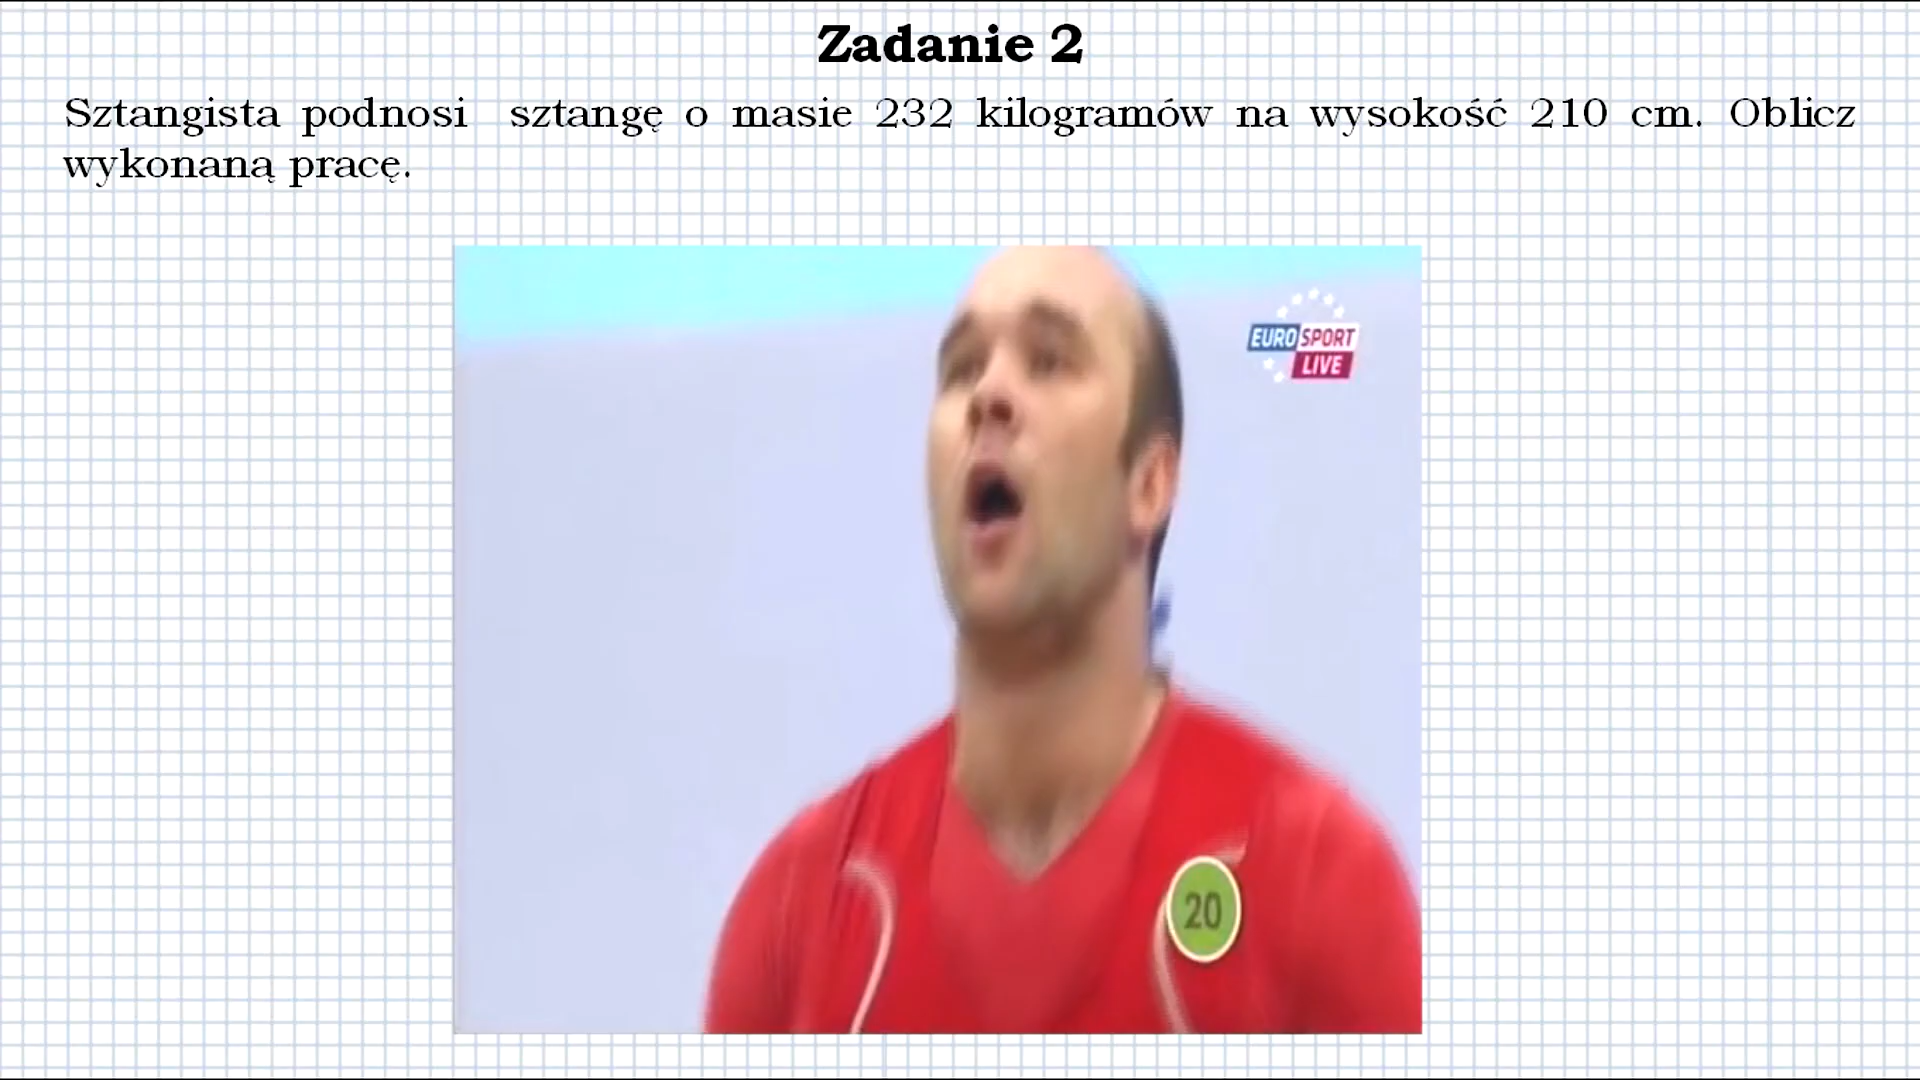 Zadanie 2
Sztangista podnosi sztangę o masie 232 kilogramów na wysokość 210 cm. Oblicz
wykonaną pracę.
EUROSPORT
LIVE
20